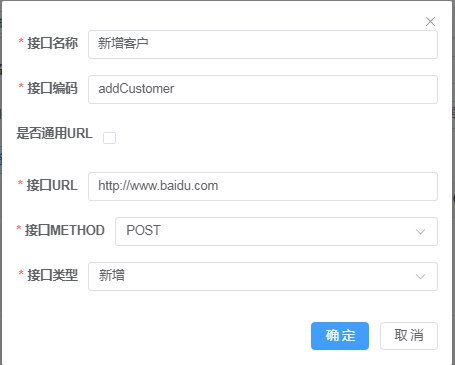 * 接口名称 新增客户
* 接口编码 addCustomer
是否通用URL
* 接口URL http://www.baidu.com
* 接口METHOD POST
* 接口类型 新增
确 定 取 消